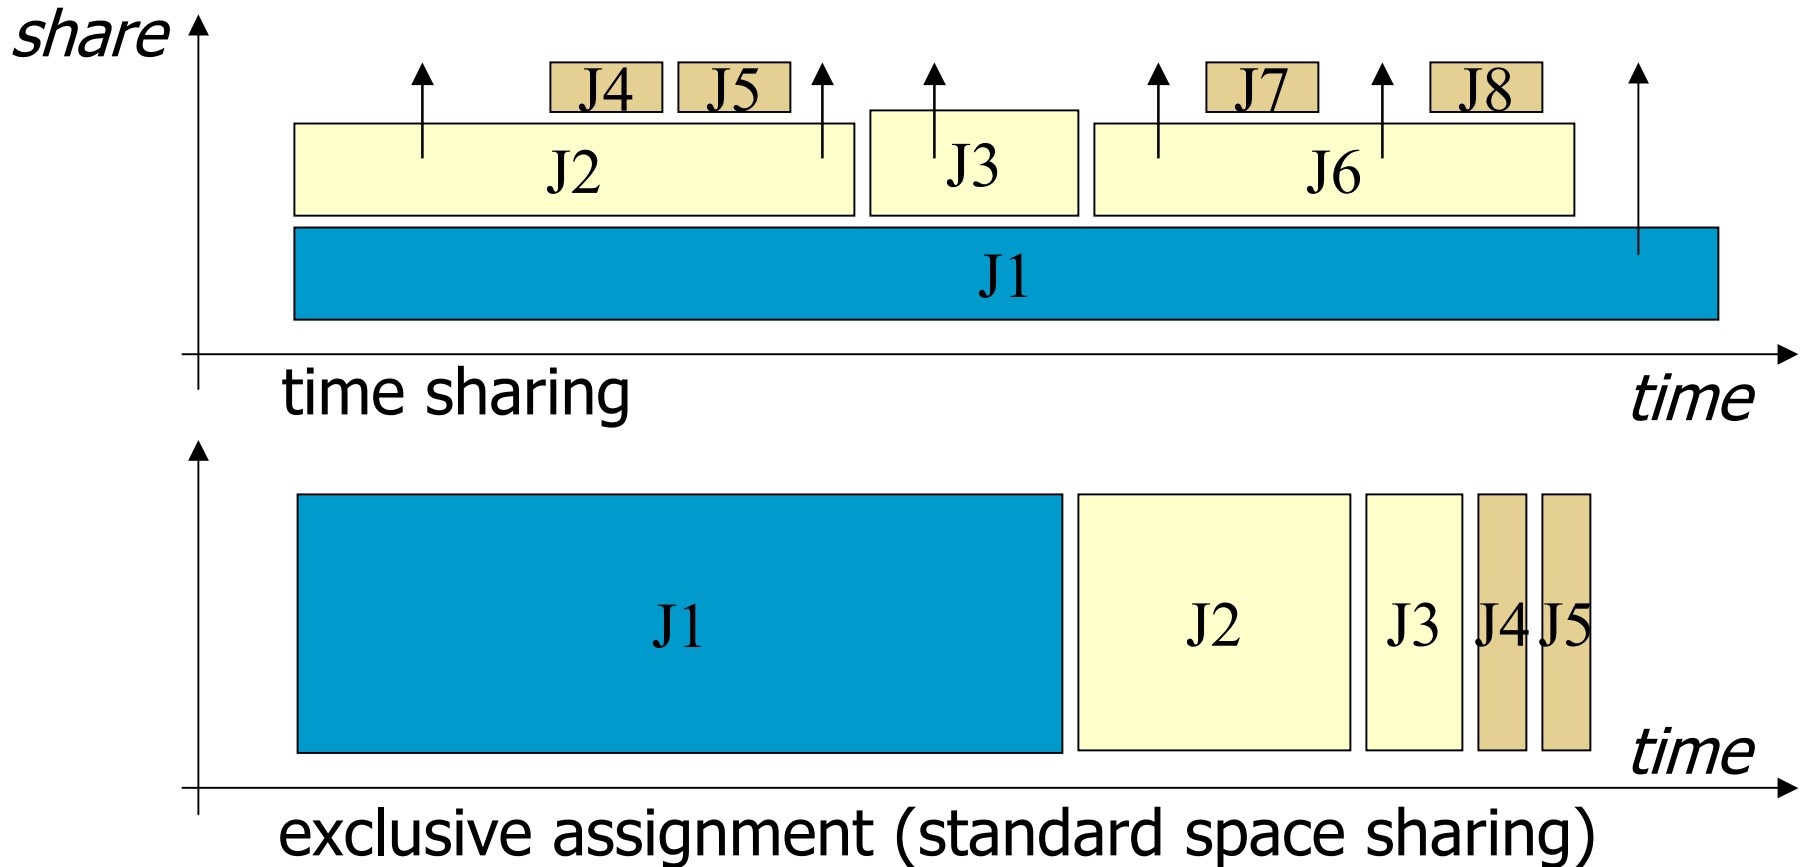 share
J4 J5 J7 J8
J2 J3 J6
J1
time sharing
time
J1 J2 J3 J4 J5
time
exclusive assignment (standard space sharing)